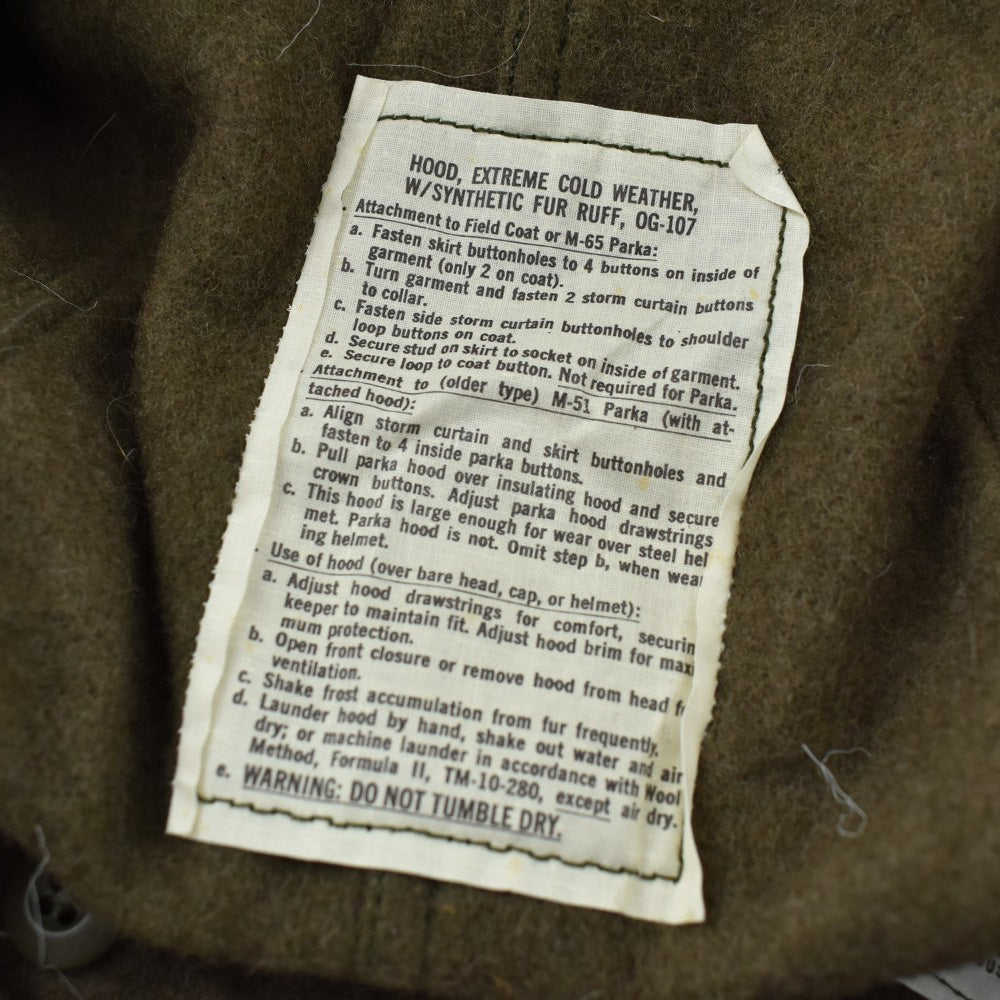 HOOD, EXTREME COLD WEATHER,
W/SYNTHETIC FUR RUFF, OG-107
Attachment to Field Coat or M-65 Parka:
a. Fasten skirt buttonholes to 4 buttons on inside of
garment (only 2 on coat).
b. Turn garment and fasten 2 storm curtain buttons
to collar.
c. Fasten side storm curtain buttonholes to shoulder
loop buttons on coat.
d. Secure stud on skirt to socket on inside of garment.
e. Secure loop to coat button. Not required for Parka.
Attachment to (older type) M-51 Parka (with at-
tached hood):
a. Align storm curtain and skirt buttonholes and
fasten to 4 inside parka buttons.
b. Pull parka hood over insulating hood and secure
crown buttons. Adjust parka hood drawstrings
c. This hood is large enough for wear over steel hel
met. Parka hood is not. Omit step b, when wear
ing helmet.
Use of hood (over bare head, cap, or helmet):
a. Adjust hood drawstrings for comfort, securin
keeper to maintain fit. Adjust hood brim for maxi
mum protection.
b. Open front closure or remove hood from head f
ventilation.
c. Shake frost accumulation from fur frequently.
d. Launder hood by hand, shake out water and air
dry; or machine launder in accordance with Wool
Method, Formula II, TM-10-280, except air dry.
e. WARNING: DO NOT TUMBLE DRY.